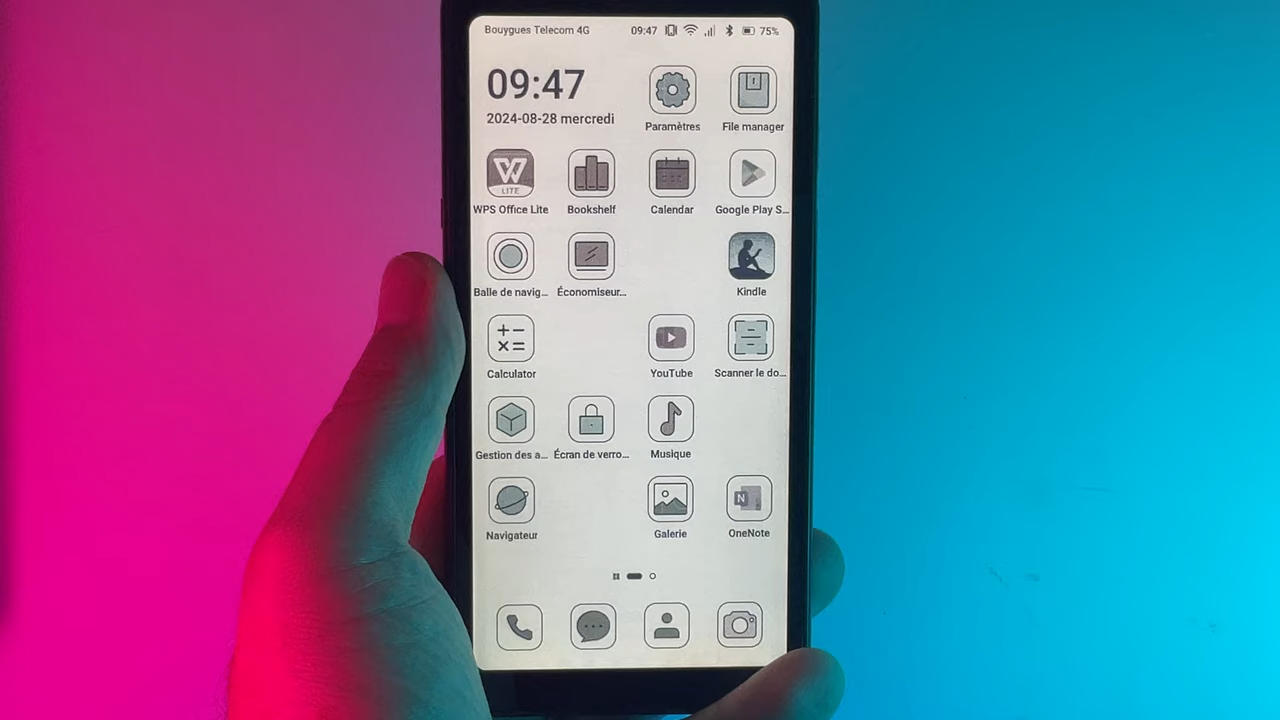 Bouygues Telecom 4G 09:47 75%
09:47
2024-08-28 mercredi
Paramètres File manager
W LITE
WPS Office Lite Bookshelf Calendar Google Play S...
Balle de navig... Économiseur... Kindle
Calculator YouTube Scanner le do...
Gestion des a... Écran de verro... Musique
N
Navigateur Galerie OneNote